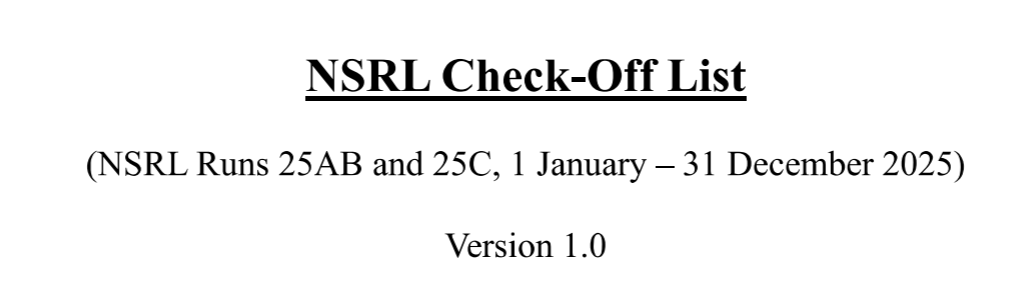 NSRL Check-Off List
(NSRL Runs 25AB and 25C, 1 January – 31 December 2025)
Version 1.0